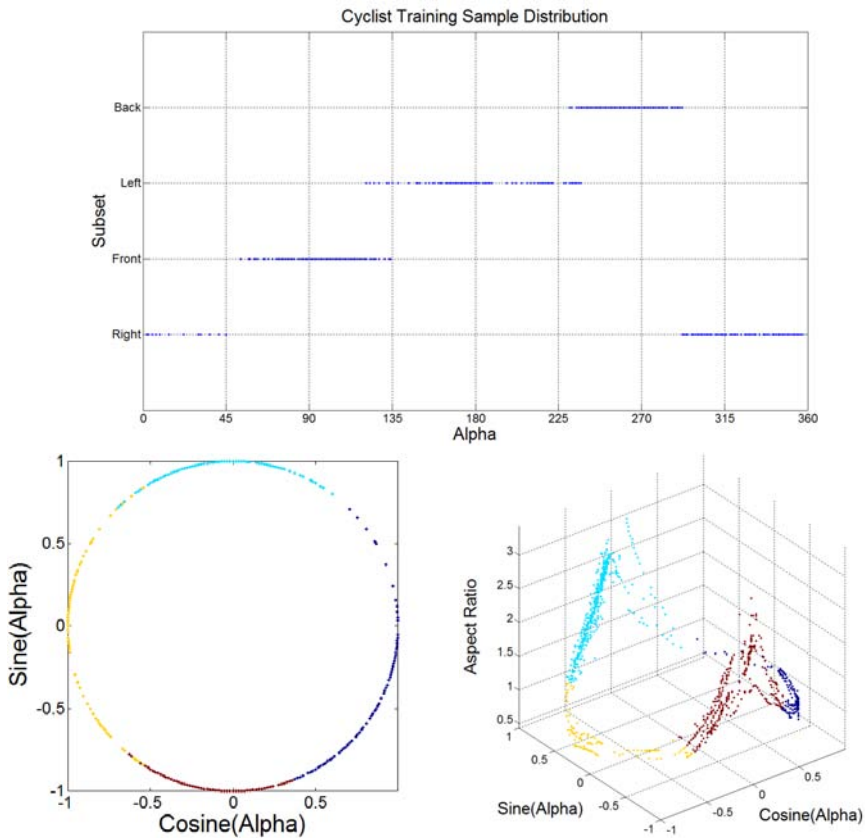 Cyclist Training Sample Distribution
Subset
Back
Left
Front
Right
0 45 90 135 180 225 270 315 360
Alpha
Sine(Alpha)
1
0.5
0
-0.5
-1
-1 -0.5 0 0.5
Cosine(Alpha)
Aspect Ratio
3
2.5
2
1.5
1
0.5
1
0.5
0
-0.5
-1
Sine(Alpha)
-1
-0.5
0
0.5
Cosine(Alpha)